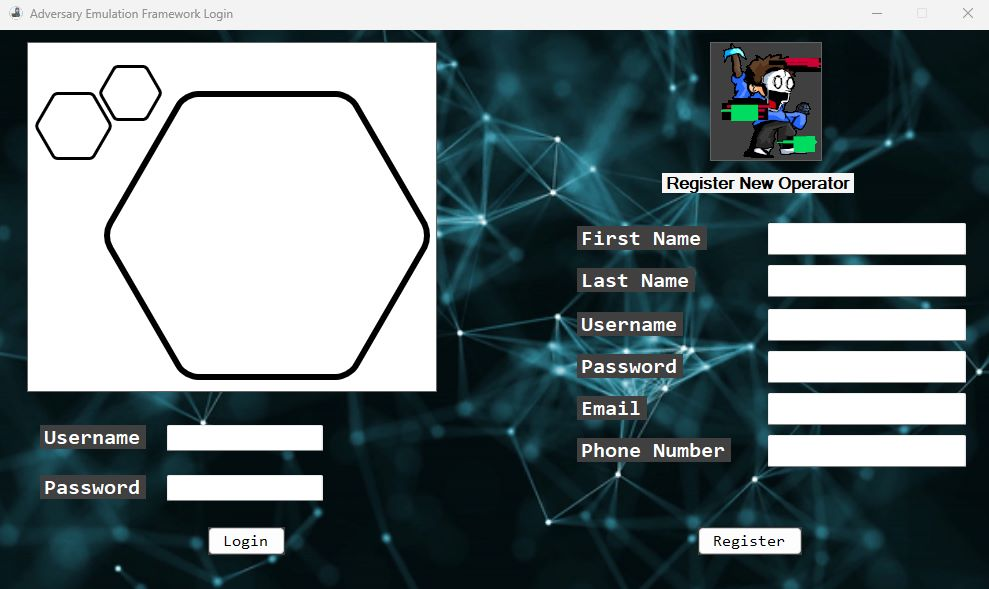 Adversary Emulation Framework Login
Register New Operator
First Name
Last Name
Username
Password
Email
Phone Number
Username
Password
Login
Register